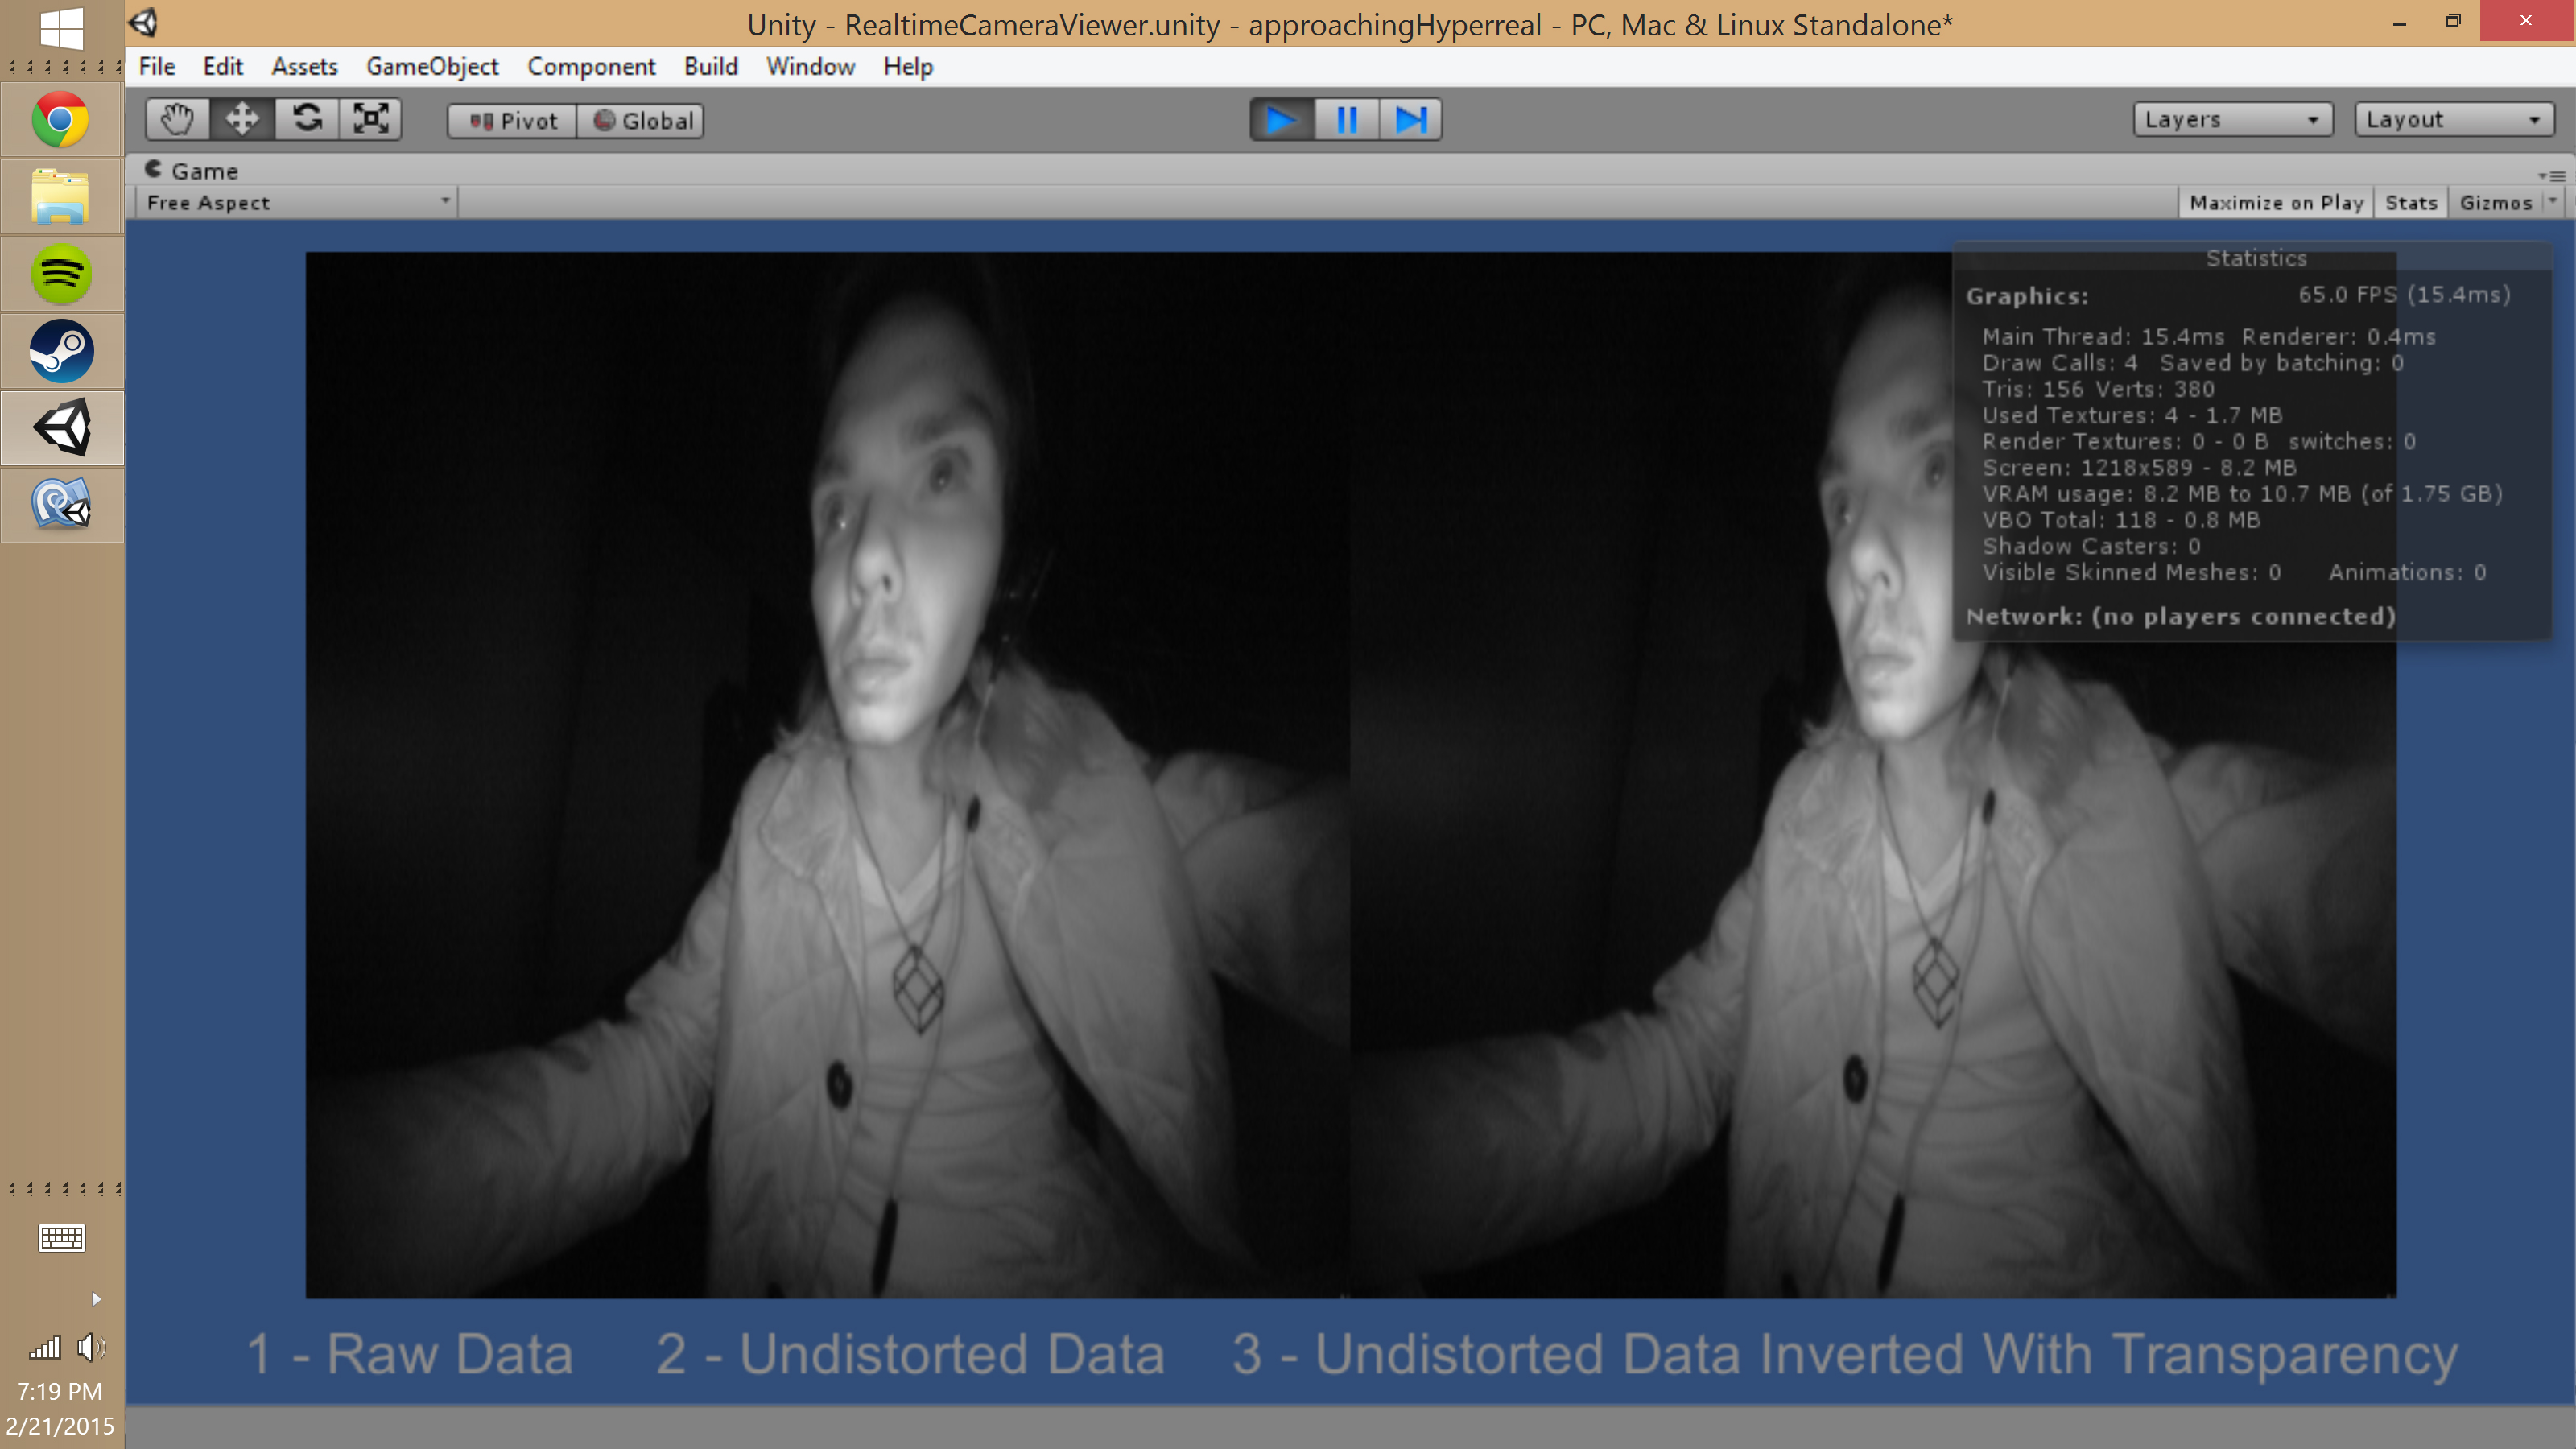 Unity - RealtimeCameraViewer.unity - approachingHyperreal - PC, Mac & Linux Standalone*
File Edit Assets GameObject Component Build Window Help
Pivot Global Layers Layout
Game
Free Aspect Maximize on Play Stats Gizmos
Statistics
Graphics: 65.0 FPS (15.4ms)
Main Thread: 15.4ms Renderer: 0.4ms
Draw Calls: 4 Saved by batching: 0
Tris: 156 Verts: 380
Used Textures: 4 - 1.7 MB
Render Textures: 0 - 0 B switches: 0
Screen: 1218x589 - 8.2 MB
VRAM usage: 8.2 MB to 10.7 MB (of 1.75 GB)
VBO Total: 118 - 0.8 MB
Shadow Casters: 0
Visible Skinned Meshes: 0 Animations: 0
Network: (no players connected)
1 - Raw Data 2 - Undistorted Data 3 - Undistorted Data Inverted With Transparency
7:19 PM
2/21/2015